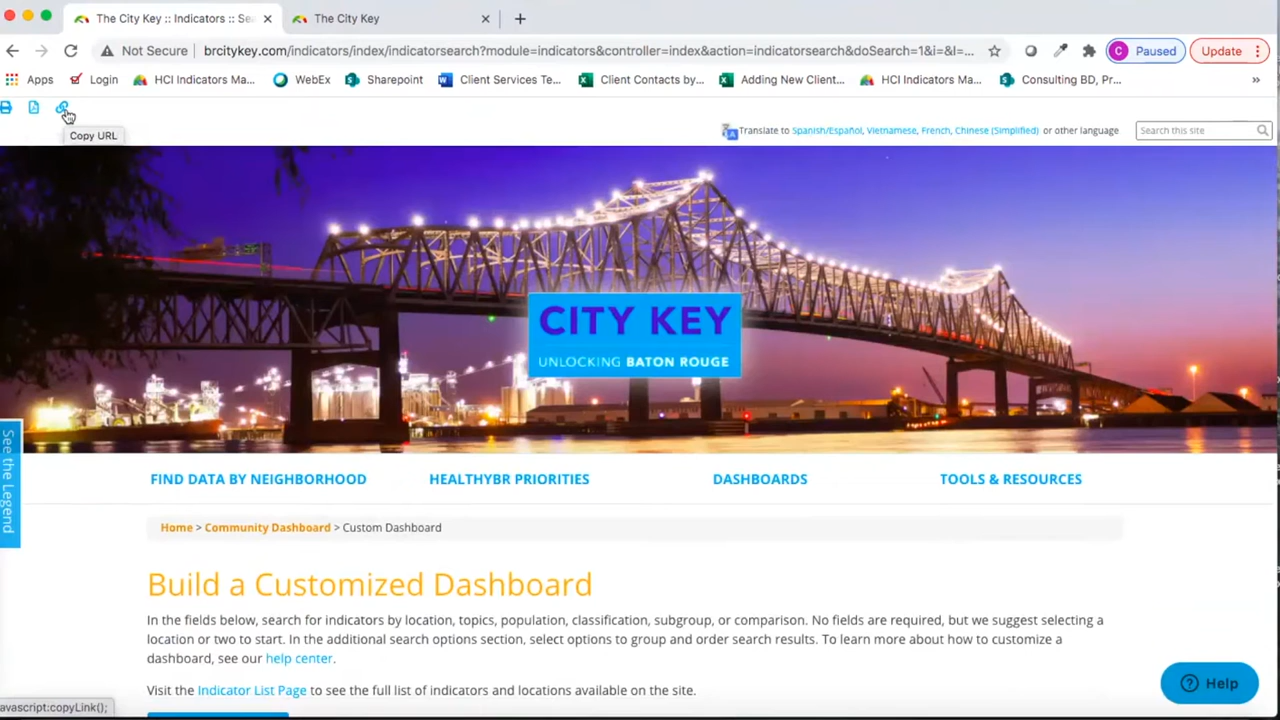 The City Key :: Indicators :: Sea
The City Key
Not Secure
brcitykey.com/indicators/index/indicatorsearch?module=indicators&controller=index&action=indicatorsearch&doSearch=1&i=&l=...
C
Paused
Update
Apps
Login
HCI Indicators Ma...
WebEx
Sharepoint
Client Services Te...
Client Contacts by...
Adding New Client...
HCI Indicators Ma...
Consulting BD, Pr...
»
Copy URL
Translate to Spanish/Español, Vietnamese, French, Chinese (Simplified) or other language
Search this site
CITY KEY
UNLOCKING BATON ROUGE
See the Legend
FIND DATA BY NEIGHBORHOOD
HEALTHYBR PRIORITIES
DASHBOARDS
TOOLS & RESOURCES
Home > Community Dashboard > Custom Dashboard
Build a Customized Dashboard
In the fields below, search for indicators by location, topics, population, classification, subgroup, or comparison. No fields are required, but we suggest selecting a
location or two to start. In the additional search options section, select options to group and order search results. To learn more about how to customize a
dashboard, see our help center.
Visit the Indicator List Page to see the full list of indicators and locations available on the site.
Help
avascript:copyLink();